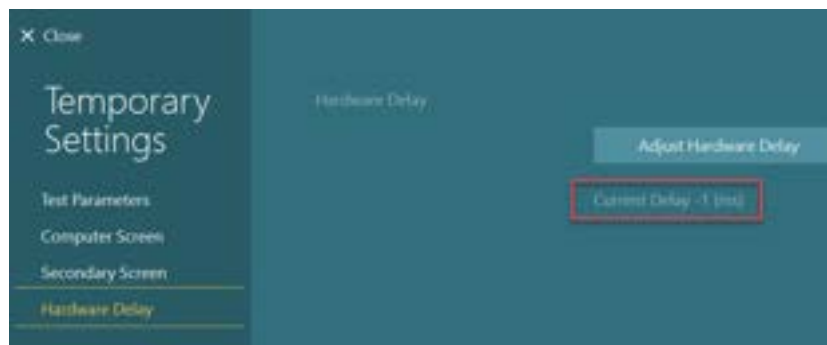 X Close
Temporary
Settings
Test Parameters
Computer Screen
Secondary Screen
Hardware Delay
Hardware Delay
Adjust Hardware Delay
Current Delay -1 (ms)